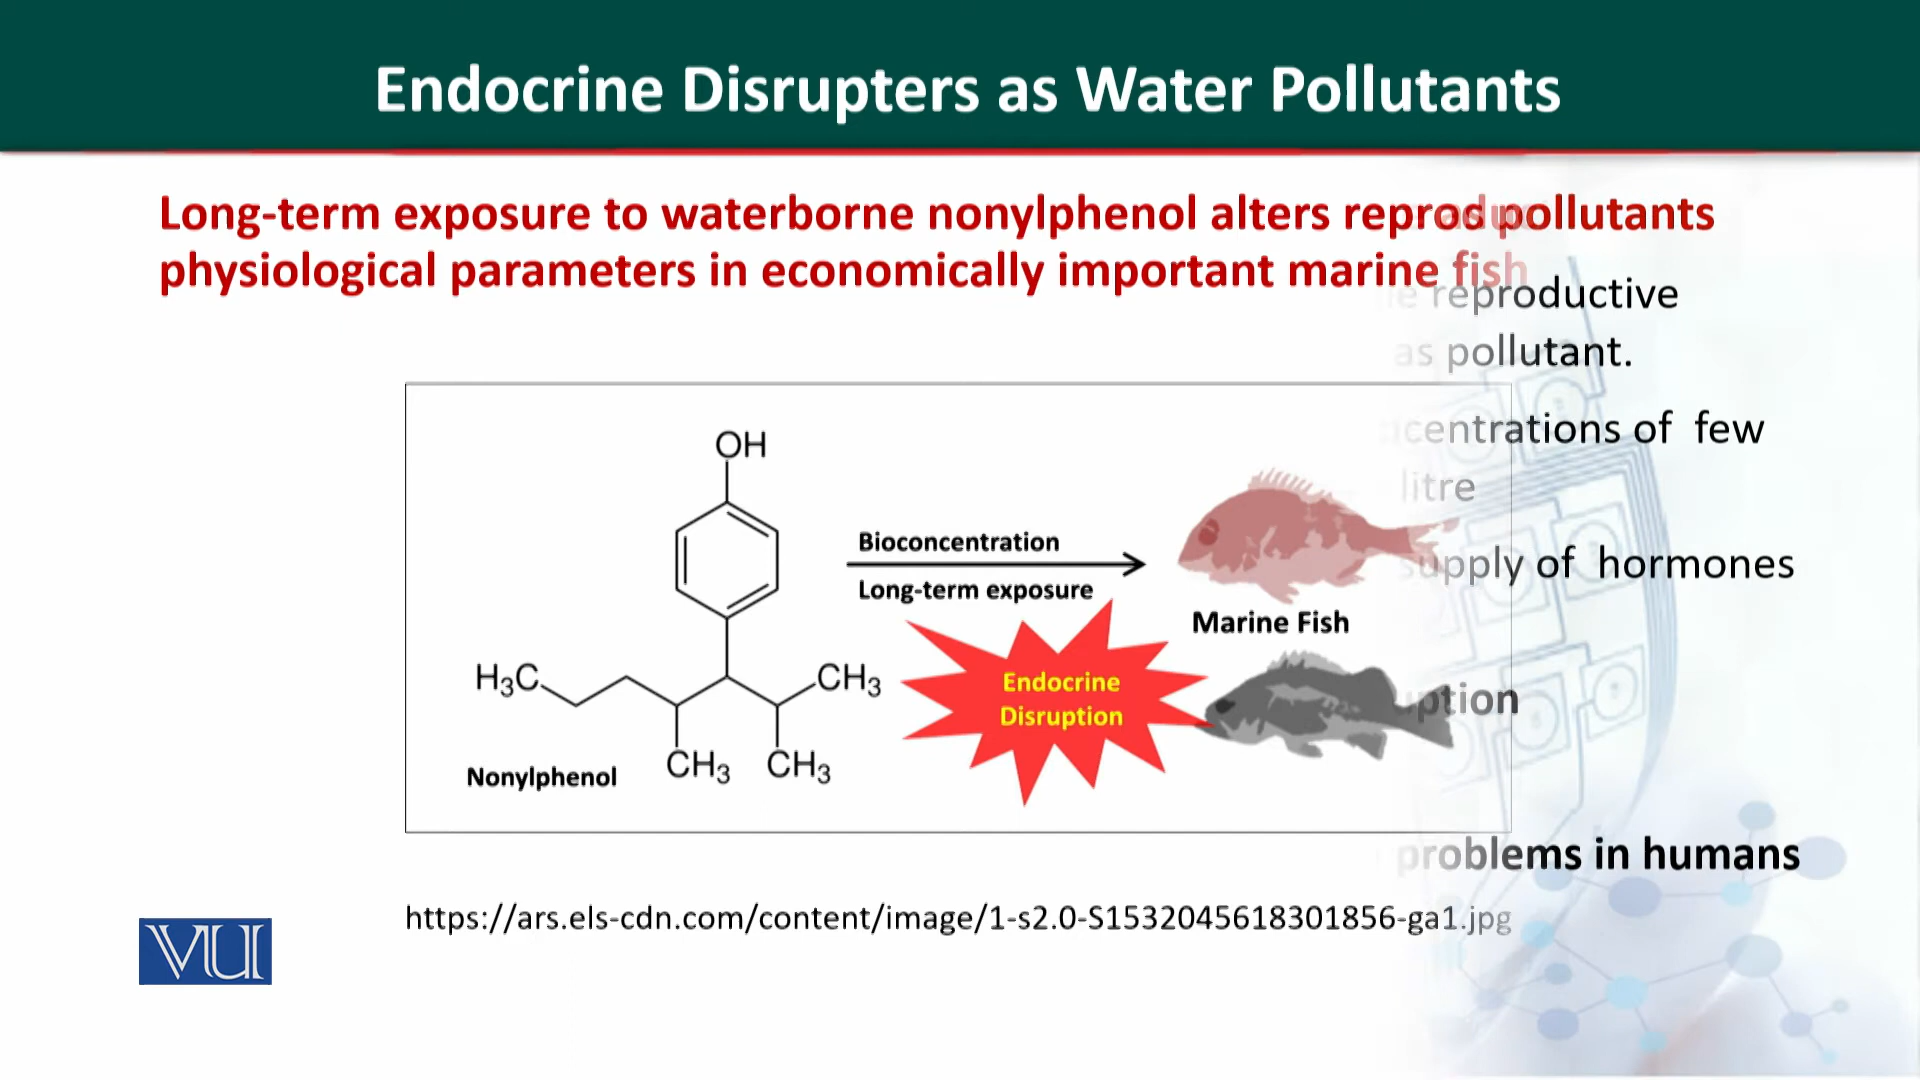 Endocrine Disrupters as Water Pollutants
Long-term exposure to waterborne nonylphenol alters reprod pollutants
physiological parameters in economically important marine fish
reproductive
as pollutant.
OH
centrations of few
litre
Bioconcentration
supply of hormones
Long-term exposure
Marine Fish
H3C
CH3
Endocrine
Disruption
ption
CH3 CH3
Nonylphenol
problems in humans
https://ars.els-cdn.com/content/image/1-s2.0-S1532045618301856-ga1.jpg
VU